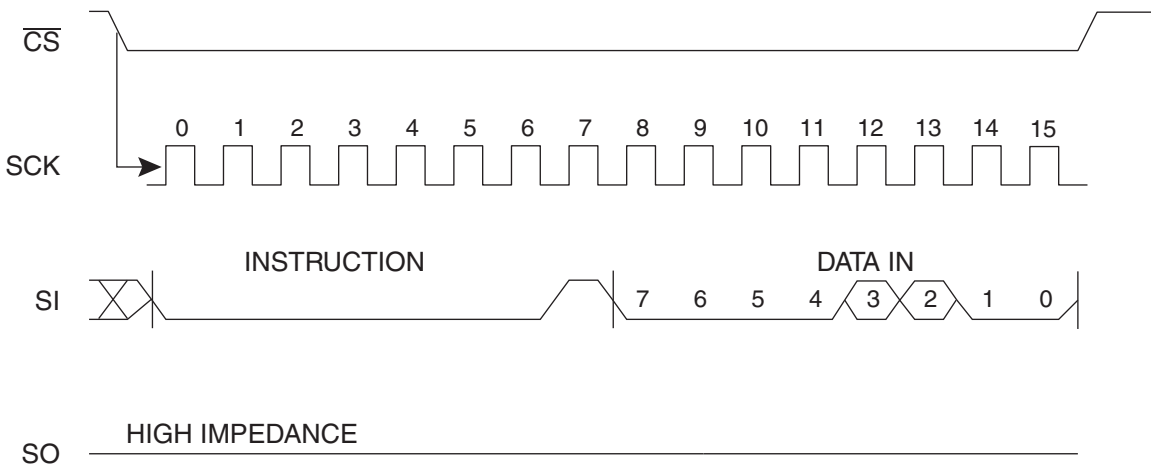 CS
0 1 2 3 4 5 6 7 8 9 10 11 12 13 14 15
SCK
INSTRUCTION DATA IN
SI 7 6 5 4 3 2 1 0
HIGH IMPEDANCE
SO